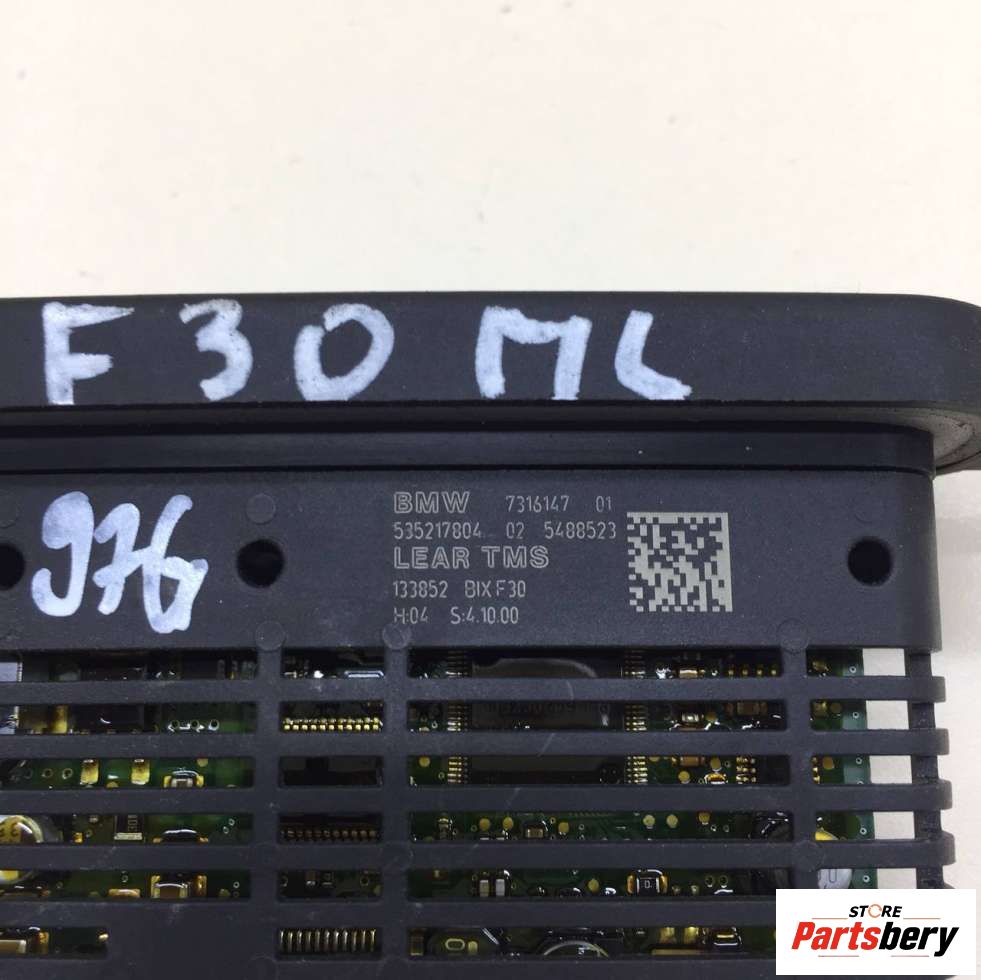 F30 ML
976
BMW 7316147 01
535217804 02 5488523
LEAR TMS
133852 BIX F30
H:04 S:4.10.00
STORE
Partsbery